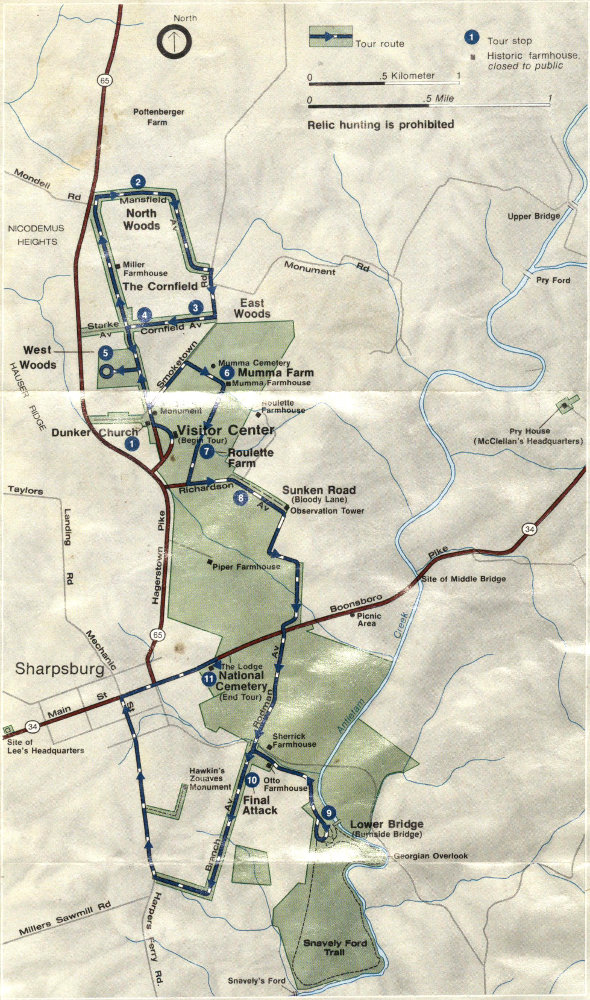 North
Tour route
1
Tour stop
Historic farmhouse,
closed to public
0
.5 Kilometer
1
0
.5 Mile
1
Relic hunting is prohibited
65
Poffenberger
Farm
Mondell
Rd
2
Mansfield
Av
North
Woods
NICODEMUS
HEIGHTS
Upper Bridge
Miller
Farmhouse
The Cornfield
Rd
Monument Rd
Pry Ford
4
3
East
Woods
Starke
Av
Cornfield Av
West
Woods
5
Smoketown
Mumma Cemetery
6
Mumma Farm
Mumma Farmhouse
HAUSER RIDGE
Monument
Roulette
Farmhouse
Dunker Church
1
Visitor Center
(Begin Tour)
7
Roulette
Farm
Pry House
(McClellan's Headquarters)
Richardson
Av
8
Sunken Road
(Bloody Lane)
Observation Tower
Taylors
Landing
Rd
Hagerstown Pike
34
Piper Farmhouse
Boonsboro Pike
Site of Middle Bridge
Picnic
Area
Creek
Antietam
65
Mechanic
St
Sharpsburg
The Lodge
11
National
Cemetery
(End Tour)
Rodman
Av
Main St
34
Site of
Lee's Headquarters
Sherrick
Farmhouse
Hawkin's
Zouaves
Monument
10
Otto
Farmhouse
Final
Attack
Branch
Av
9
Lower Bridge
(Burnside Bridge)
Georgian Overlook
Millers Sawmill Rd
Harpers
Ferry Rd.
Snavely Ford
Trail
Snavely's Ford